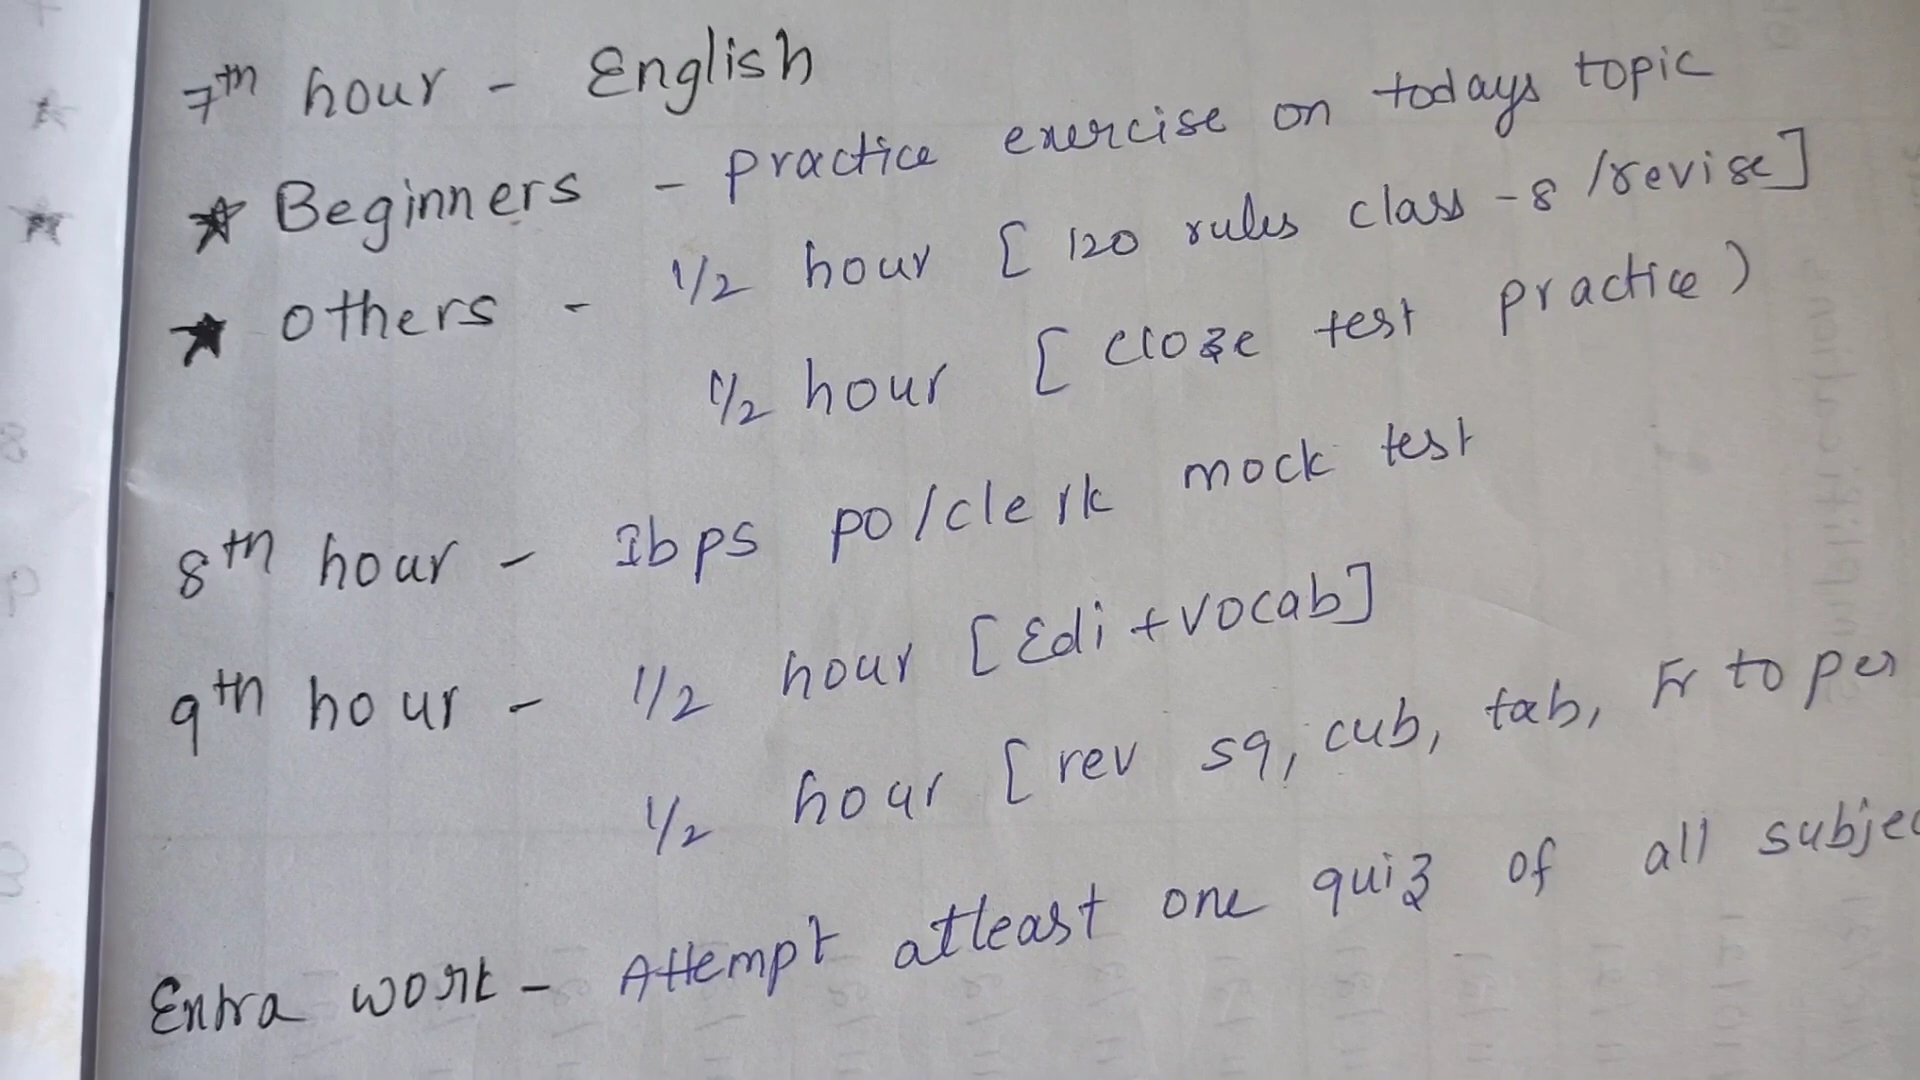 7th hour - English
★ Beginners - practice exercise on todays topic
★ others - 1/2 hour [ 120 rules class - 8 /revise]
1/2 hour [ cloze test practice)
8th hour - Ibps po/clerk mock test
9th hour - 1/2 hour [Edi + vocab]
1/2 hour [ rev sq, cub, tab, Fr to per
Extra work - Attempt atleast one quiz of all subjec